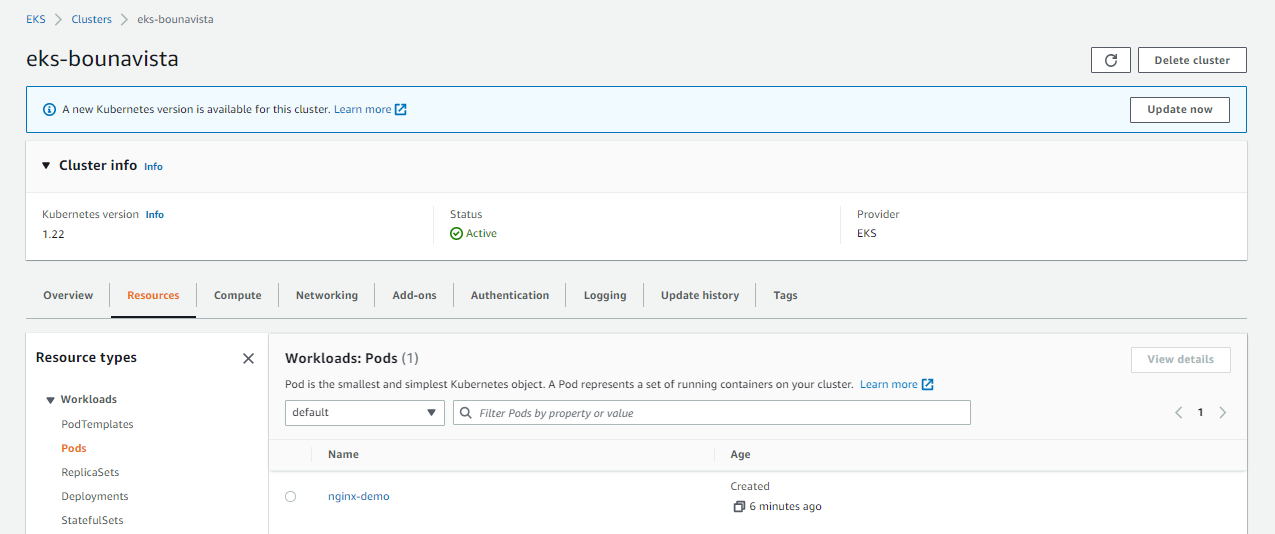 EKS > Clusters > eks-bounavista
eks-bounavista
Delete cluster
A new Kubernetes version is available for this cluster. Learn more
Update now
Cluster info Info
Kubernetes version Info
1.22
Status
Active
Provider
EKS
Overview Resources Compute Networking Add-ons Authentication Logging Update history Tags
Resource types
Workloads
PodTemplates
Pods
ReplicaSets
Deployments
StatefulSets
Workloads: Pods (1)
View details
Pod is the smallest and simplest Kubernetes object. A Pod represents a set of running containers on your cluster. Learn more
default
Filter Pods by property or value
1
Name Age
nginx-demo
Created
6 minutes ago